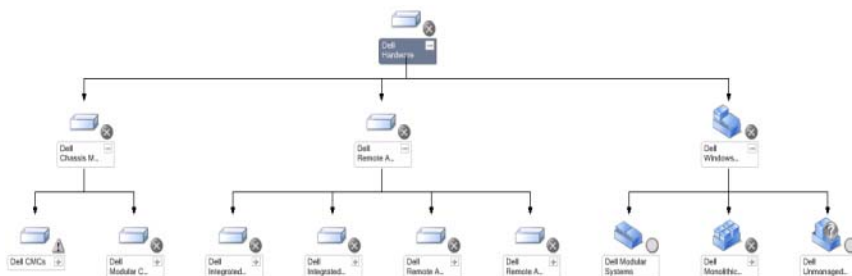 Dell
Hardware
Dell
Chassis M...
Dell
Remote A...
Dell
Windows...
Dell CMCs
Dell
Modular C...
Dell
Integrated...
Dell
Integrated...
Dell
Remote A...
Dell
Remote A...
Dell Modular
Systems
Dell
Monolithic...
Dell
Unmanaged...